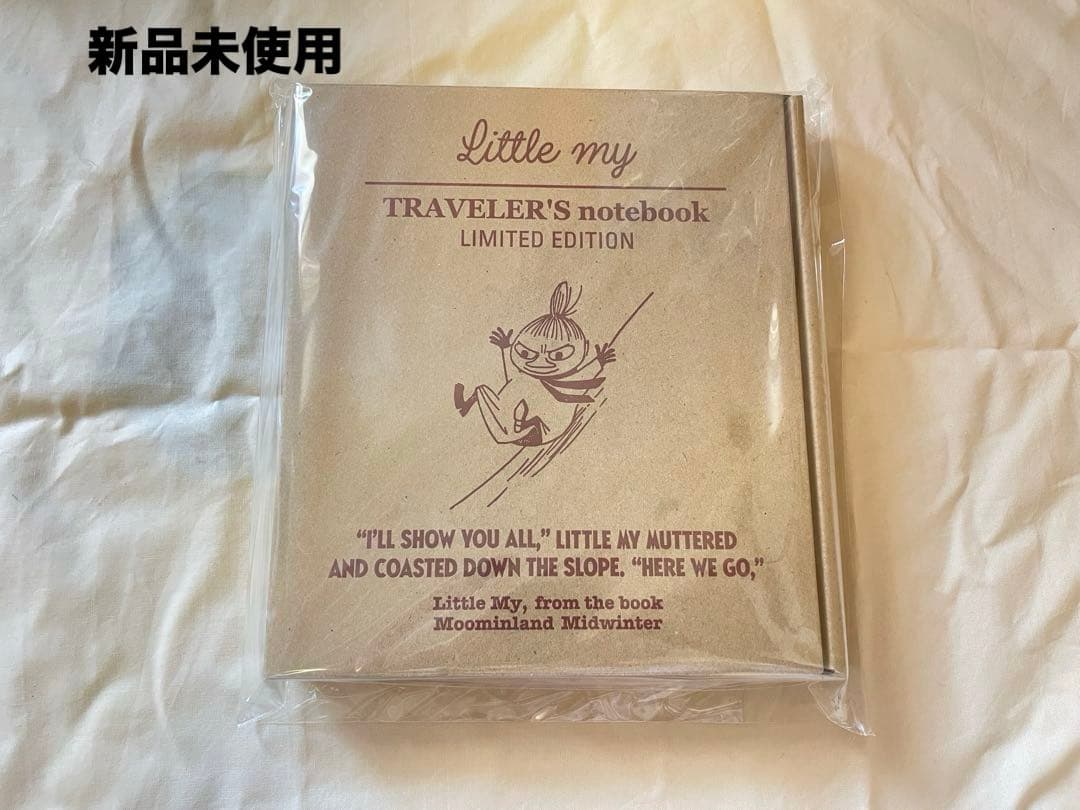 新品未使用
Little my
TRAVELER'S notebook
LIMITED EDITION
“I'LL SHOW YOU ALL,” LITTLE MY MUTTERED
AND COASTED DOWN THE SLOPE. “HERE WE GO,”
Little My, from the book
Moominland Midwinter